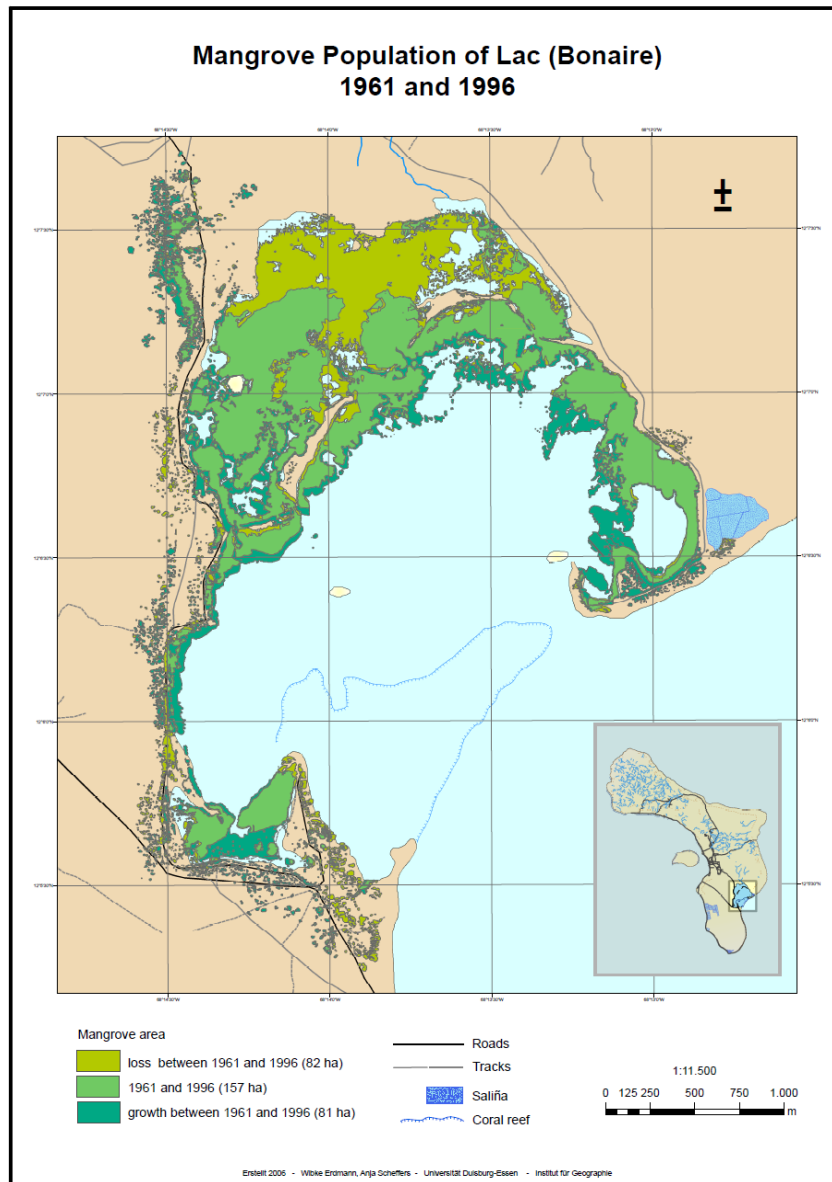 Mangrove Population of Lac (Bonaire)
1961 and 1996
Mangrove area
loss between 1961 and 1996 (82 ha)
1961 and 1996 (157 ha)
growth between 1961 and 1996 (81 ha)
Roads
Tracks
Saliña
Coral reef
1:11.500
0 125 250 500 750 1.000
m
Erstellt 2006 - Wibke Erdmann, Anja Scheffers - Universität Duisburg-Essen - Institut für Geographie